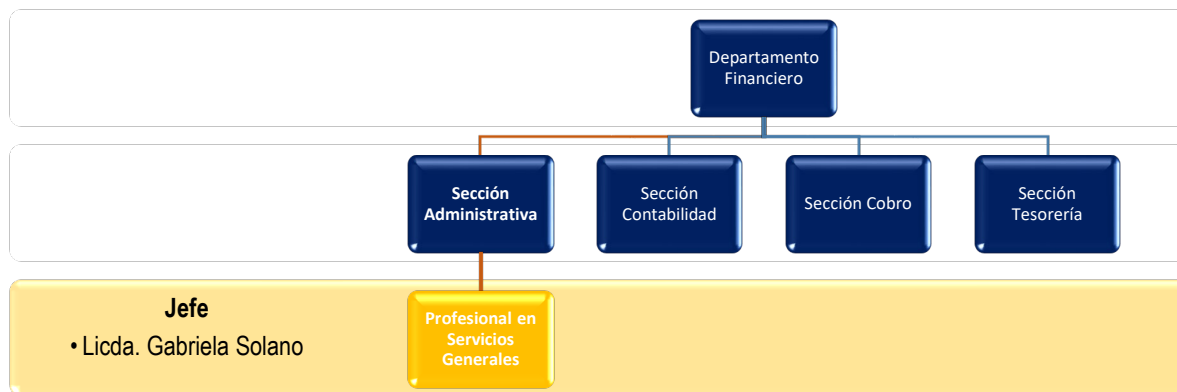 Departamento
Financiero
Sección
Administrativa
Sección
Contabilidad
Sección Cobro
Sección
Tesorería
Jefe
• Licda. Gabriela Solano
Profesional en
Servicios
Generales